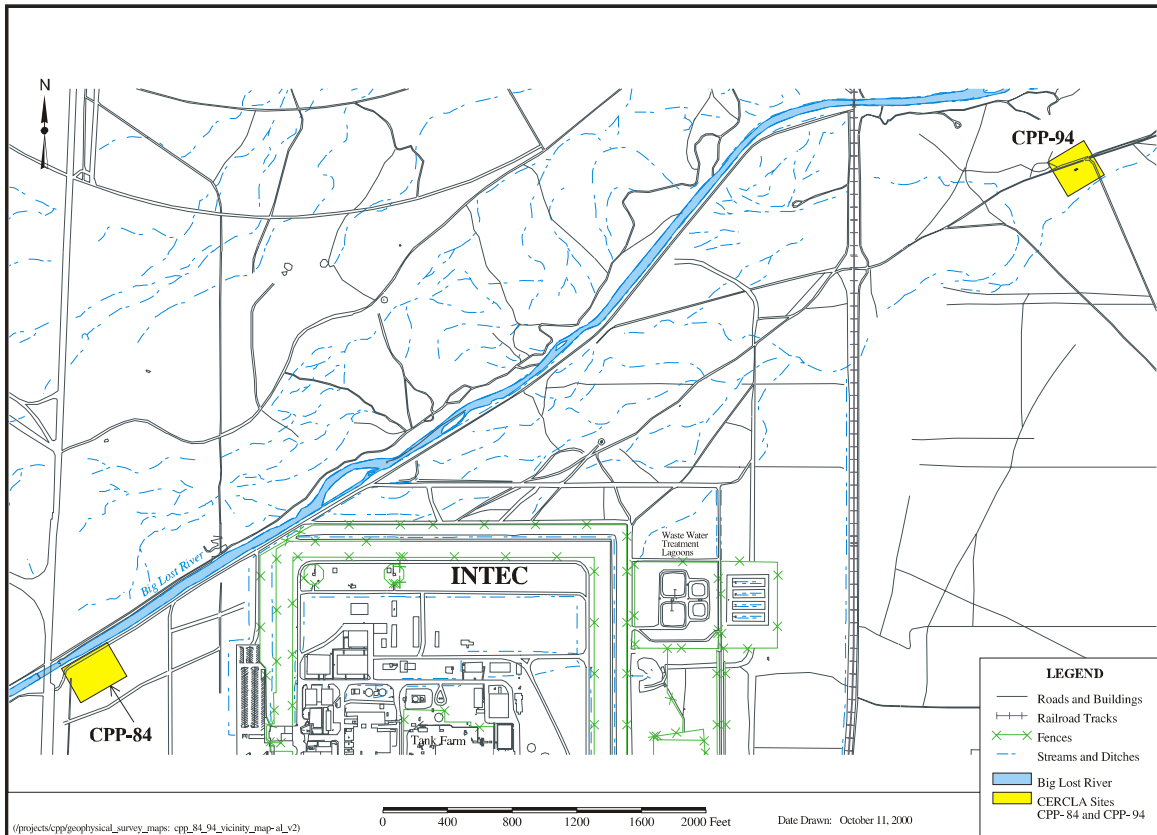 N
CPP-94
Big Lost River
Waste Water
Treatment
Lagoons
INTEC
CPP-84
Tank Farm
LEGEND
Roads and Buildings
Railroad Tracks
Fences
Streams and Ditches
Big Lost River
CERCLA Sites
CPP-84 and CPP-94
(/projects/cpp/geophysical_survey_maps: cpp_84_94_vicinity_map-al_v2)
0 400 800 1200 1600 2000 Feet
Date Drawn: October 11, 2000